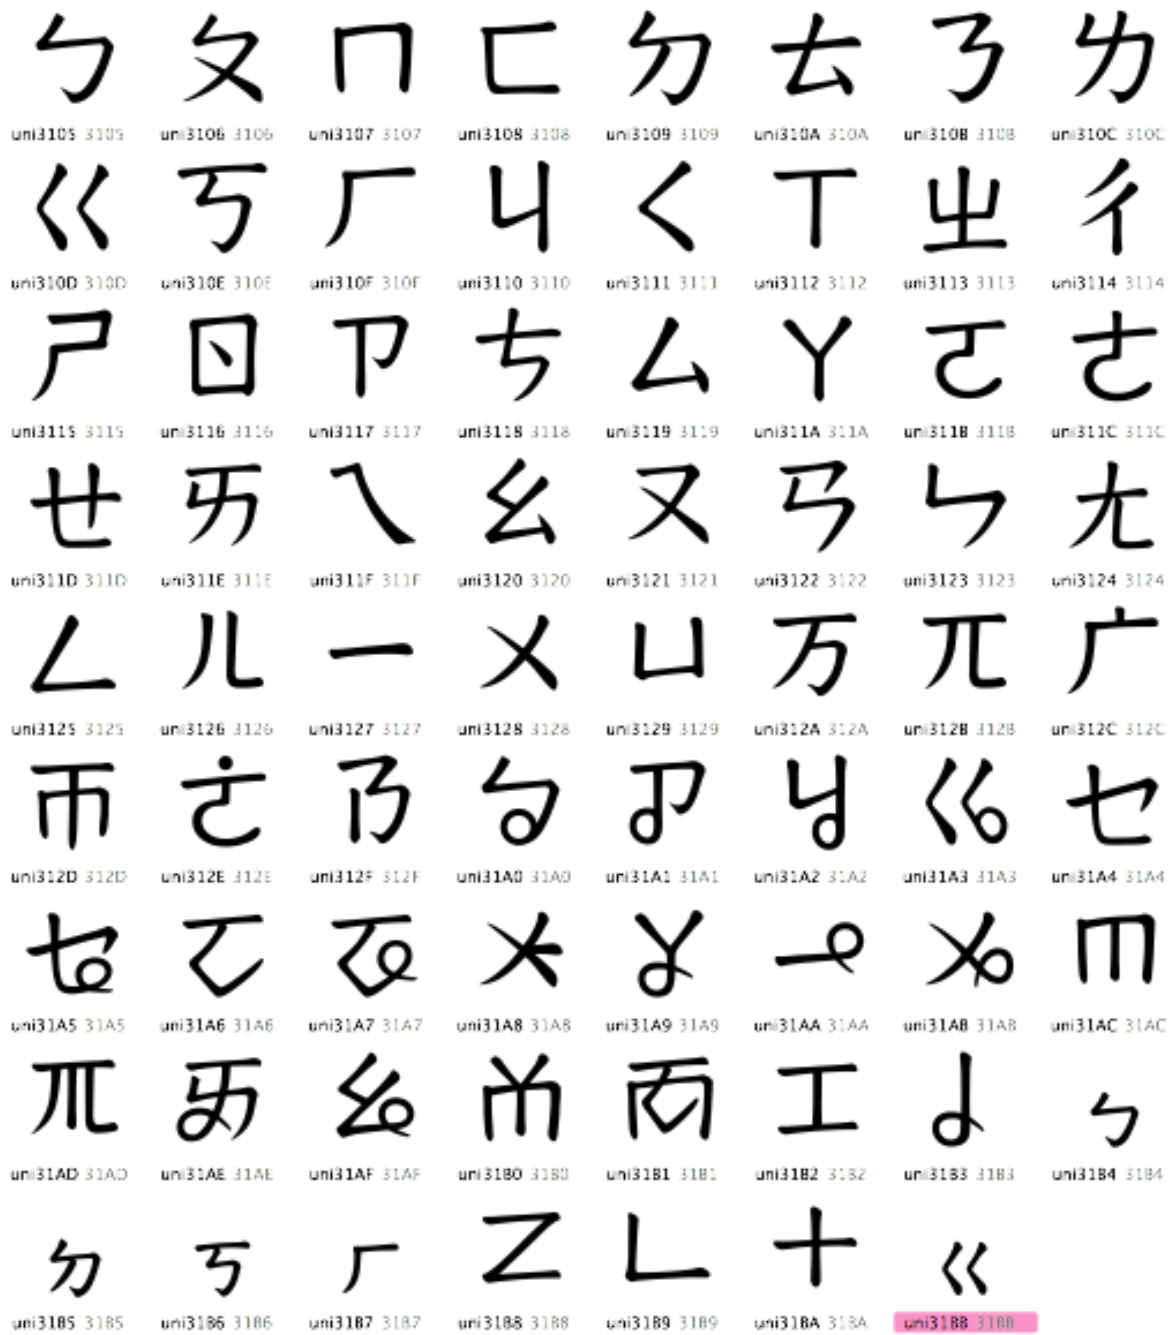 ㄅ ㄆ ㄇ ㄈ ㄉ ㄊ ㄋ ㄌ
uni3105 3105 uni3106 3106 uni3107 3107 uni3108 3108 uni3109 3109 uni310A 310A uni310B 310B uni310C 310C
ㄍ ㄎ ㄏ ㄐ ㄑ ㄒ ㄓ ㄔ
uni310D 310D uni310E 310E uni310F 310F uni3110 3110 uni3111 3111 uni3112 3112 uni3113 3113 uni3114 3114
ㄕ ㄖ ㄗ ㄘ ㄙ ㄚ ㄛ ㄜ
uni3115 3115 uni3116 3116 uni3117 3117 uni3118 3118 uni3119 3119 uni311A 311A uni311B 311B uni311C 311C
ㄝ ㄞ ㄟ ㄠ ㄡ ㄢ ㄣ ㄤ
uni311D 311D uni311E 311E uni311F 311F uni3120 3120 uni3121 3121 uni3122 3122 uni3123 3123 uni3124 3124
ㄥ ㄦ ㄧ ㄨ ㄩ ㄪ ㄫ ㄬ
uni3125 3125 uni3126 3126 uni3127 3127 uni3128 3128 uni3129 3129 uni312A 312A uni312B 312B uni312C 312C
ㄭ ㄮ ㄯ ㆠ ㆡ ㆢ ㆣ ㆤ
uni312D 312D uni312E 312E uni312F 312F uni31A0 31A0 uni31A1 31A1 uni31A2 31A2 uni31A3 31A3 uni31A4 31A4
ㆥ ㆦ ㆧ ㆨ ㆩ ㆪ ㆫ ㆬ
uni31A5 31A5 uni31A6 31A6 uni31A7 31A7 uni31A8 31A8 uni31A9 31A9 uni31AA 31AA uni31AB 31AB uni31AC 31AC
ㆭ ㆮ ㆯ ㆰ ㆱ ㆲ ㆳ ㆴ
uni31AD 31AD uni31AE 31AE uni31AF 31AF uni31B0 31B0 uni31B1 31B1 uni31B2 31B2 uni31B3 31B3 uni31B4 31B4
ㆵ ㆶ ㆷ ㆸ ㆹ ㆺ ㆻ
uni31B5 31B5 uni31B6 31B6 uni31B7 31B7 uni31B8 31B8 uni31B9 31B9 uni31BA 31BA uni31BB 31BB